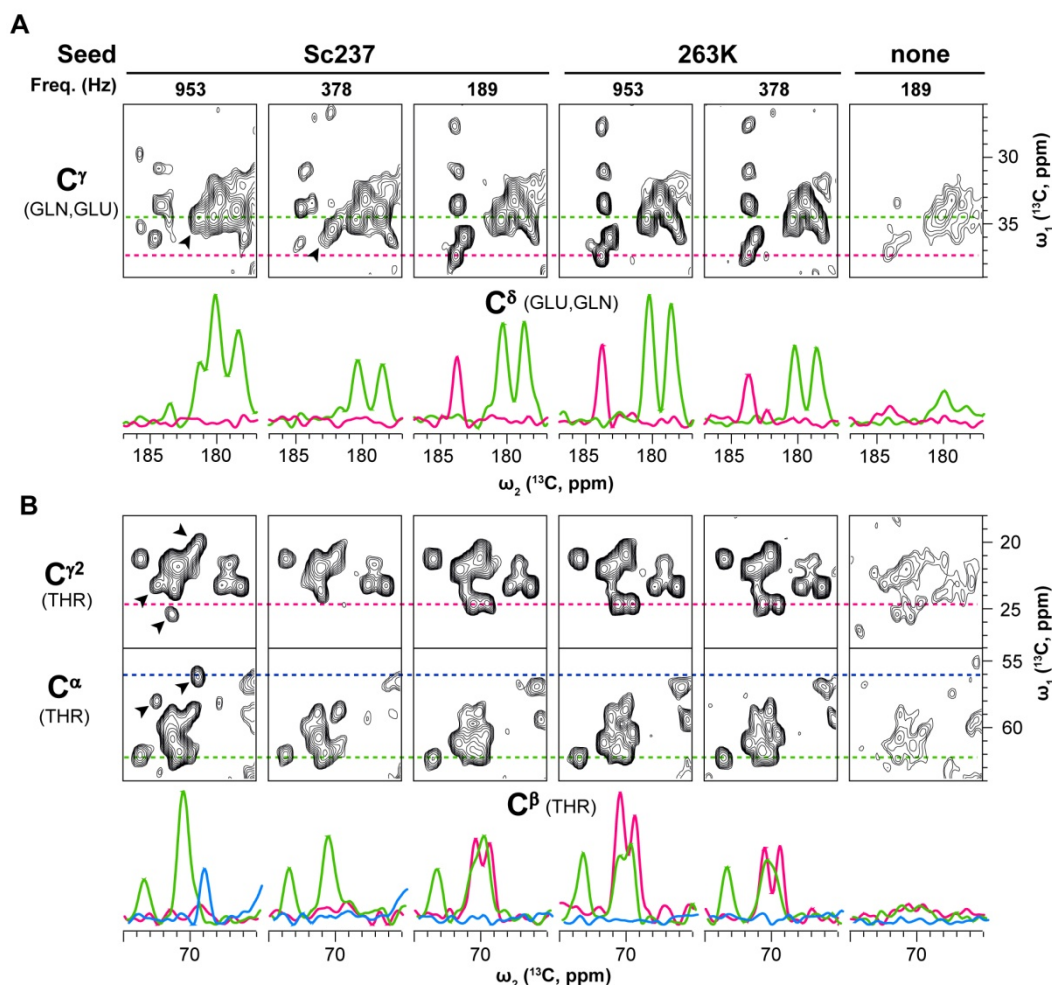 A
Seed Sc237 263K none
Freq. (Hz) 953 378 189 953 378 189
Cγ
(GLN,GLU)
30
35
ω1 (13C, ppm)
Cδ (GLU,GLN)
185 185 185 185 185 185
180 180 180 180 180 180
ω2 (13C, ppm)
B
Cγ2
(THR)
20
25
Cα
(THR)
55
60
ω1 (13C, ppm)
Cβ (THR)
70 70 70 70 70 70
ω2 (13C, ppm)